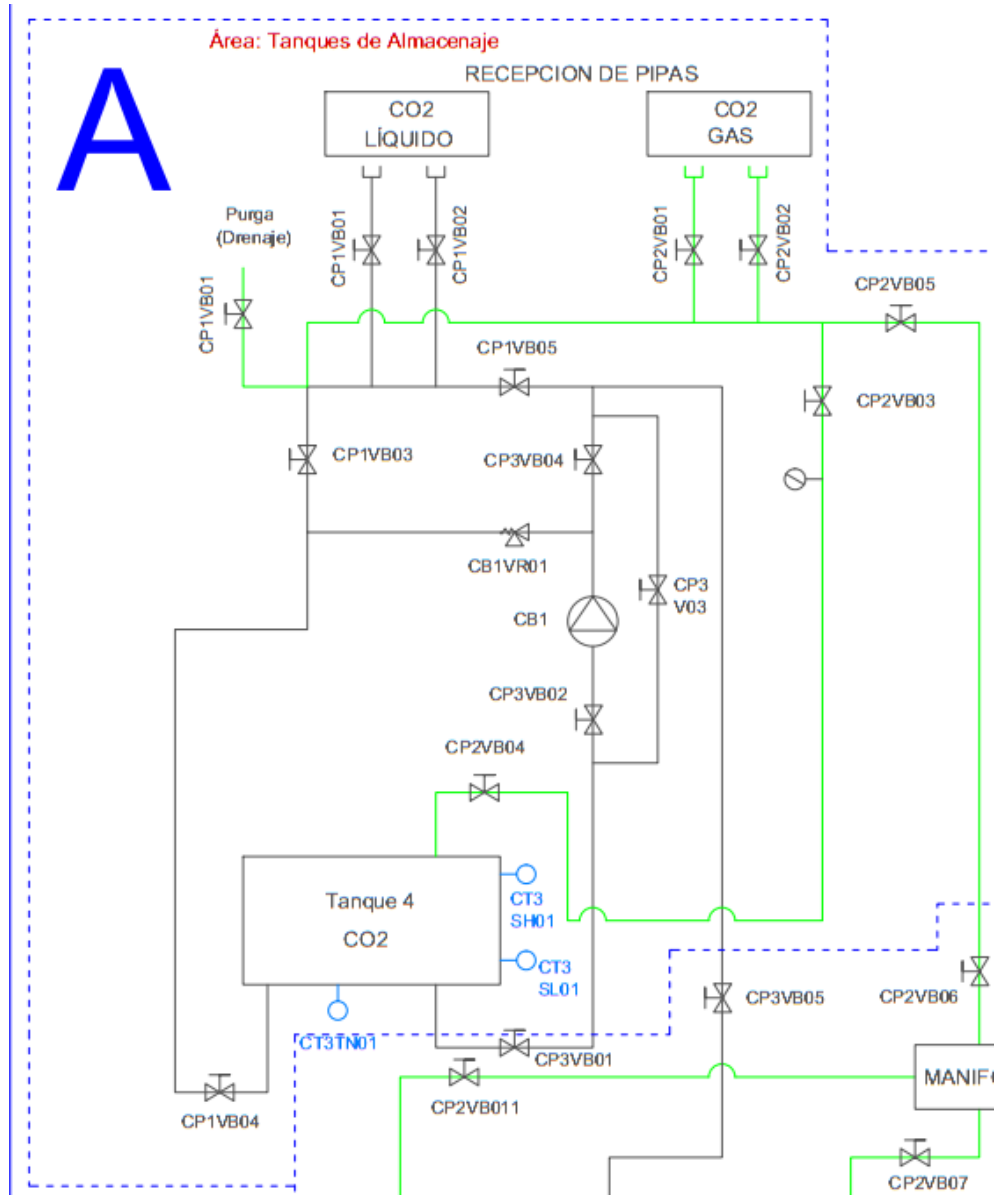 Área: Tanques de Almacenaje
A
RECEPCION DE PIPAS
CO2
LÍQUIDO
CO2
GAS
Purga
(Drenaje)
CP1VB01
CP1VB01
CP1VB02
CP2VB01
CP2VB02
CP2VB05
CP1VB05
CP2VB03
CP1VB03
CP3VB04
CB1VR01
CP3
V03
CB1
CP3VB02
CP2VB04
Tanque 4
CO2
CT3
SH01
CT3
SL01
CT3TN01
CP3VB05
CP2VB06
CP3VB01
CP2VB011
MANIFO
CP1VB04
CP2VB07